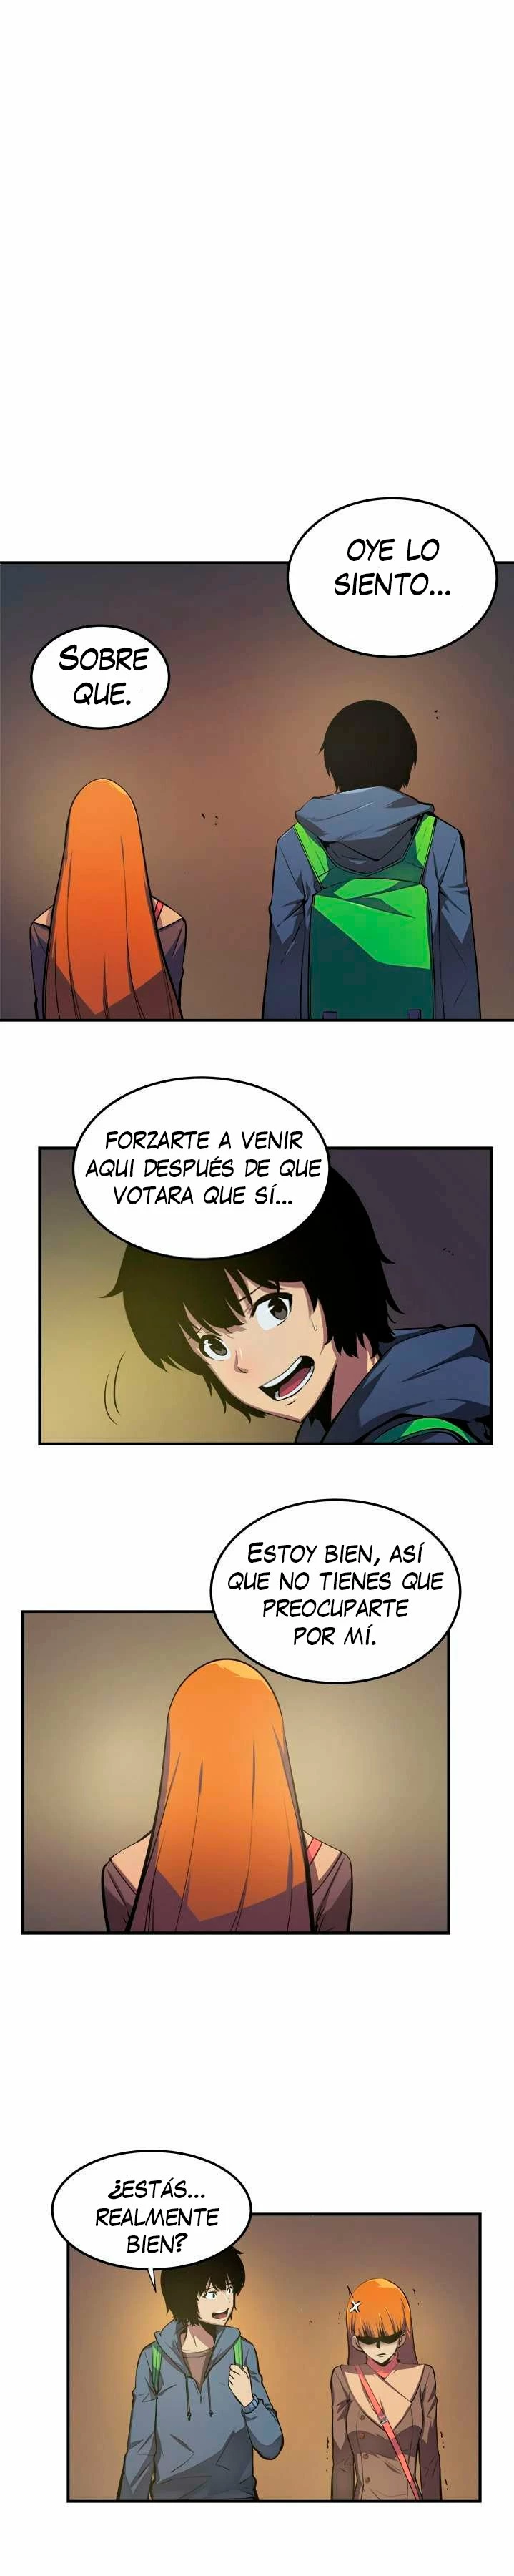 OYE LO
SIENTO...
SOBRE
QUE.
FORZARTE A VENIR
AQUI DESPUÉS DE QUE
VOTARA QUE SÍ...
ESTOY BIEN, ASÍ
QUE NO TIENES QUE
PREOCUPARTE
POR MÍ.
¿ESTÁS...
REALMENTE
BIEN?